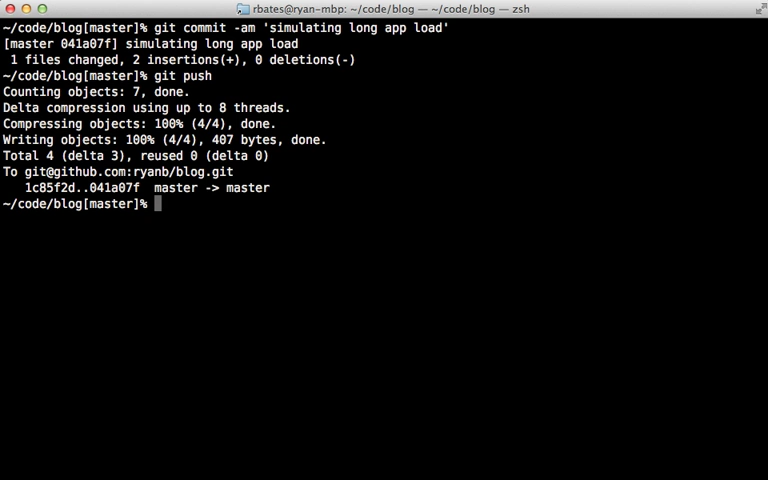 rbates@ryan-mbp: ~/code/blog — ~/code/blog — zsh
~/code/blog[master]% git commit -am 'simulating long app load'
[master 041a07f] simulating long app load
 1 files changed, 2 insertions(+), 0 deletions(-)
~/code/blog[master]% git push
Counting objects: 7, done.
Delta compression using up to 8 threads.
Compressing objects: 100% (4/4), done.
Writing objects: 100% (4/4), 407 bytes, done.
Total 4 (delta 3), reused 0 (delta 0)
To git@github.com:ryanb/blog.git
   1c85f2d..041a07f  master -> master
~/code/blog[master]%